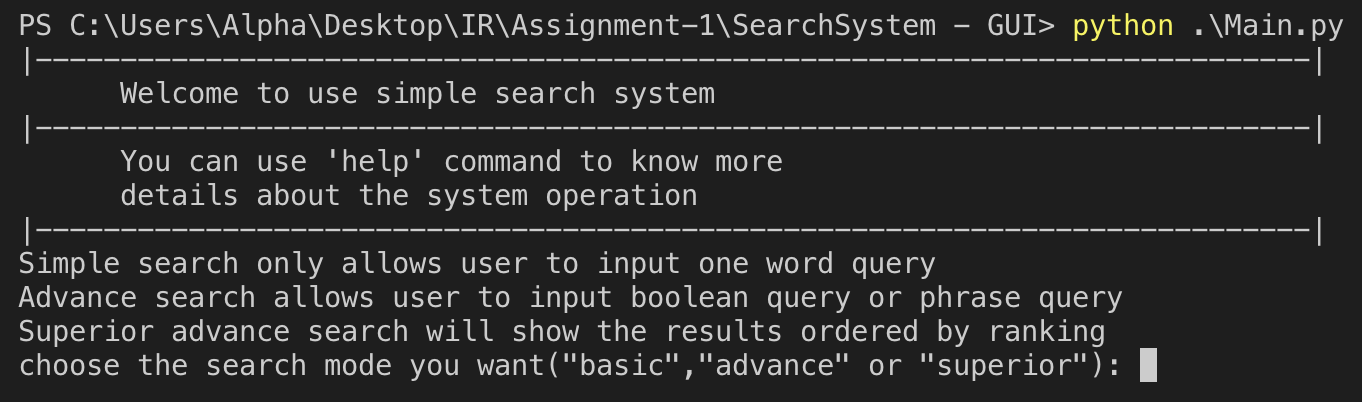 PS C:\Users\Alpha\Desktop\IR\Assignment-1\SearchSystem - GUI> python .\Main.py
|---------------------------------------------------------------------------|
      Welcome to use simple search system
|---------------------------------------------------------------------------|
      You can use 'help' command to know more
      details about the system operation
|---------------------------------------------------------------------------|
Simple search only allows user to input one word query
Advance search allows user to input boolean query or phrase query
Superior advance search will show the results ordered by ranking
choose the search mode you want("basic","advance" or "superior"):